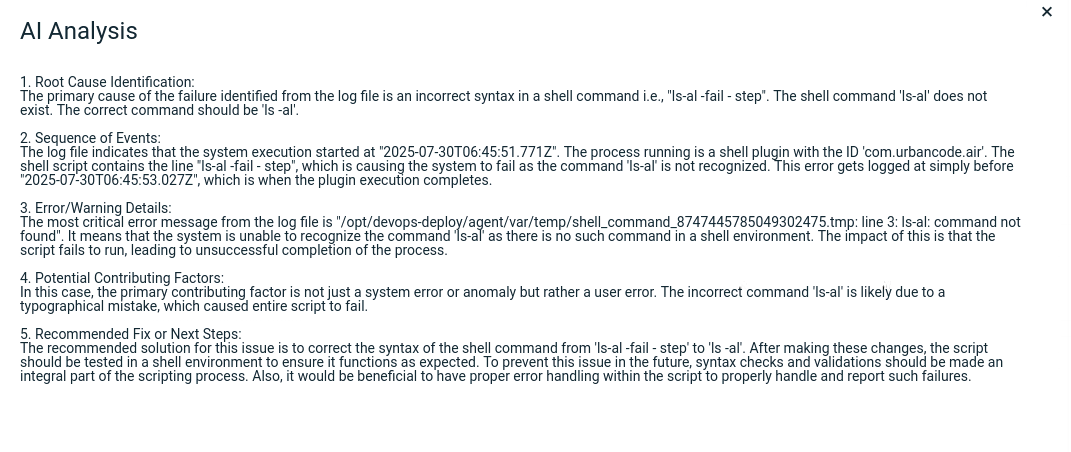 AI Analysis
1. Root Cause Identification:
The primary cause of the failure identified from the log file is an incorrect syntax in a shell command i.e., "ls-al -fail - step". The shell command 'ls-al' does not
exist. The correct command should be 'ls -al'.
2. Sequence of Events:
The log file indicates that the system execution started at "2025-07-30T06:45:51.771Z". The process running is a shell plugin with the ID 'com.urbancode.air'. The
shell script contains the line "ls-al -fail - step", which is causing the system to fail as the command 'ls-al' is not recognized. This error gets logged at simply before
"2025-07-30T06:45:53.027Z", which is when the plugin execution completes.
3. Error/Warning Details:
The most critical error message from the log file is "/opt/devops-deploy/agent/var/temp/shell_command_8747445785049302475.tmp: line 3: ls-al: command not
found". It means that the system is unable to recognize the command 'ls-al' as there is no such command in a shell environment. The impact of this is that the
script fails to run, leading to unsuccessful completion of the process.
4. Potential Contributing Factors:
In this case, the primary contributing factor is not just a system error or anomaly but rather a user error. The incorrect command 'ls-al' is likely due to a
typographical mistake, which caused entire script to fail.
5. Recommended Fix or Next Steps:
The recommended solution for this issue is to correct the syntax of the shell command from 'ls-al -fail - step' to 'ls -al'. After making these changes, the script
should be tested in a shell environment to ensure it functions as expected. To prevent this issue in the future, syntax checks and validations should be made an
integral part of the scripting process. Also, it would be beneficial to have proper error handling within the script to properly handle and report such failures.